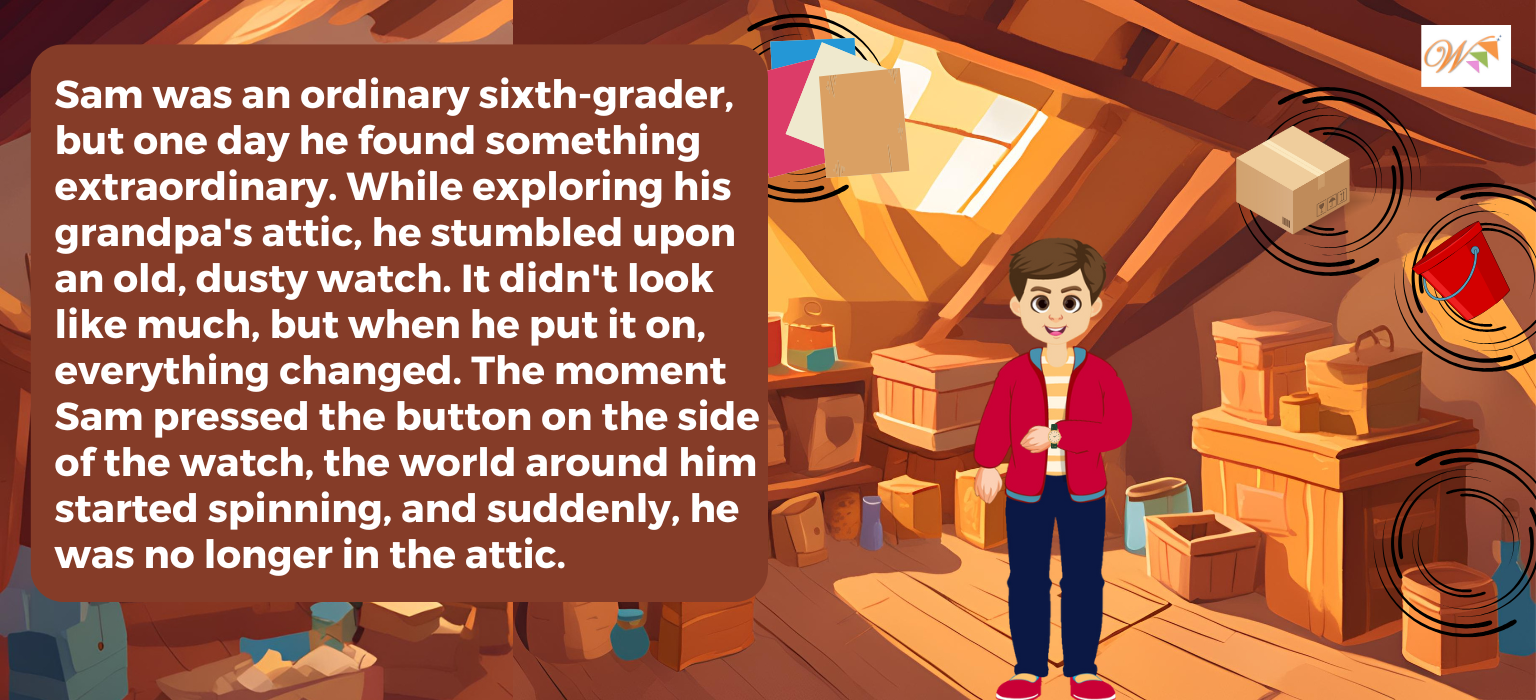 Sam was an ordinary sixth-grader,
but one day he found something
extraordinary. While exploring his
grandpa's attic, he stumbled upon
an old, dusty watch. It didn't look
like much, but when he put it on,
everything changed. The moment
Sam pressed the button on the side
of the watch, the world around him
started spinning, and suddenly, he
was no longer in the attic.
W